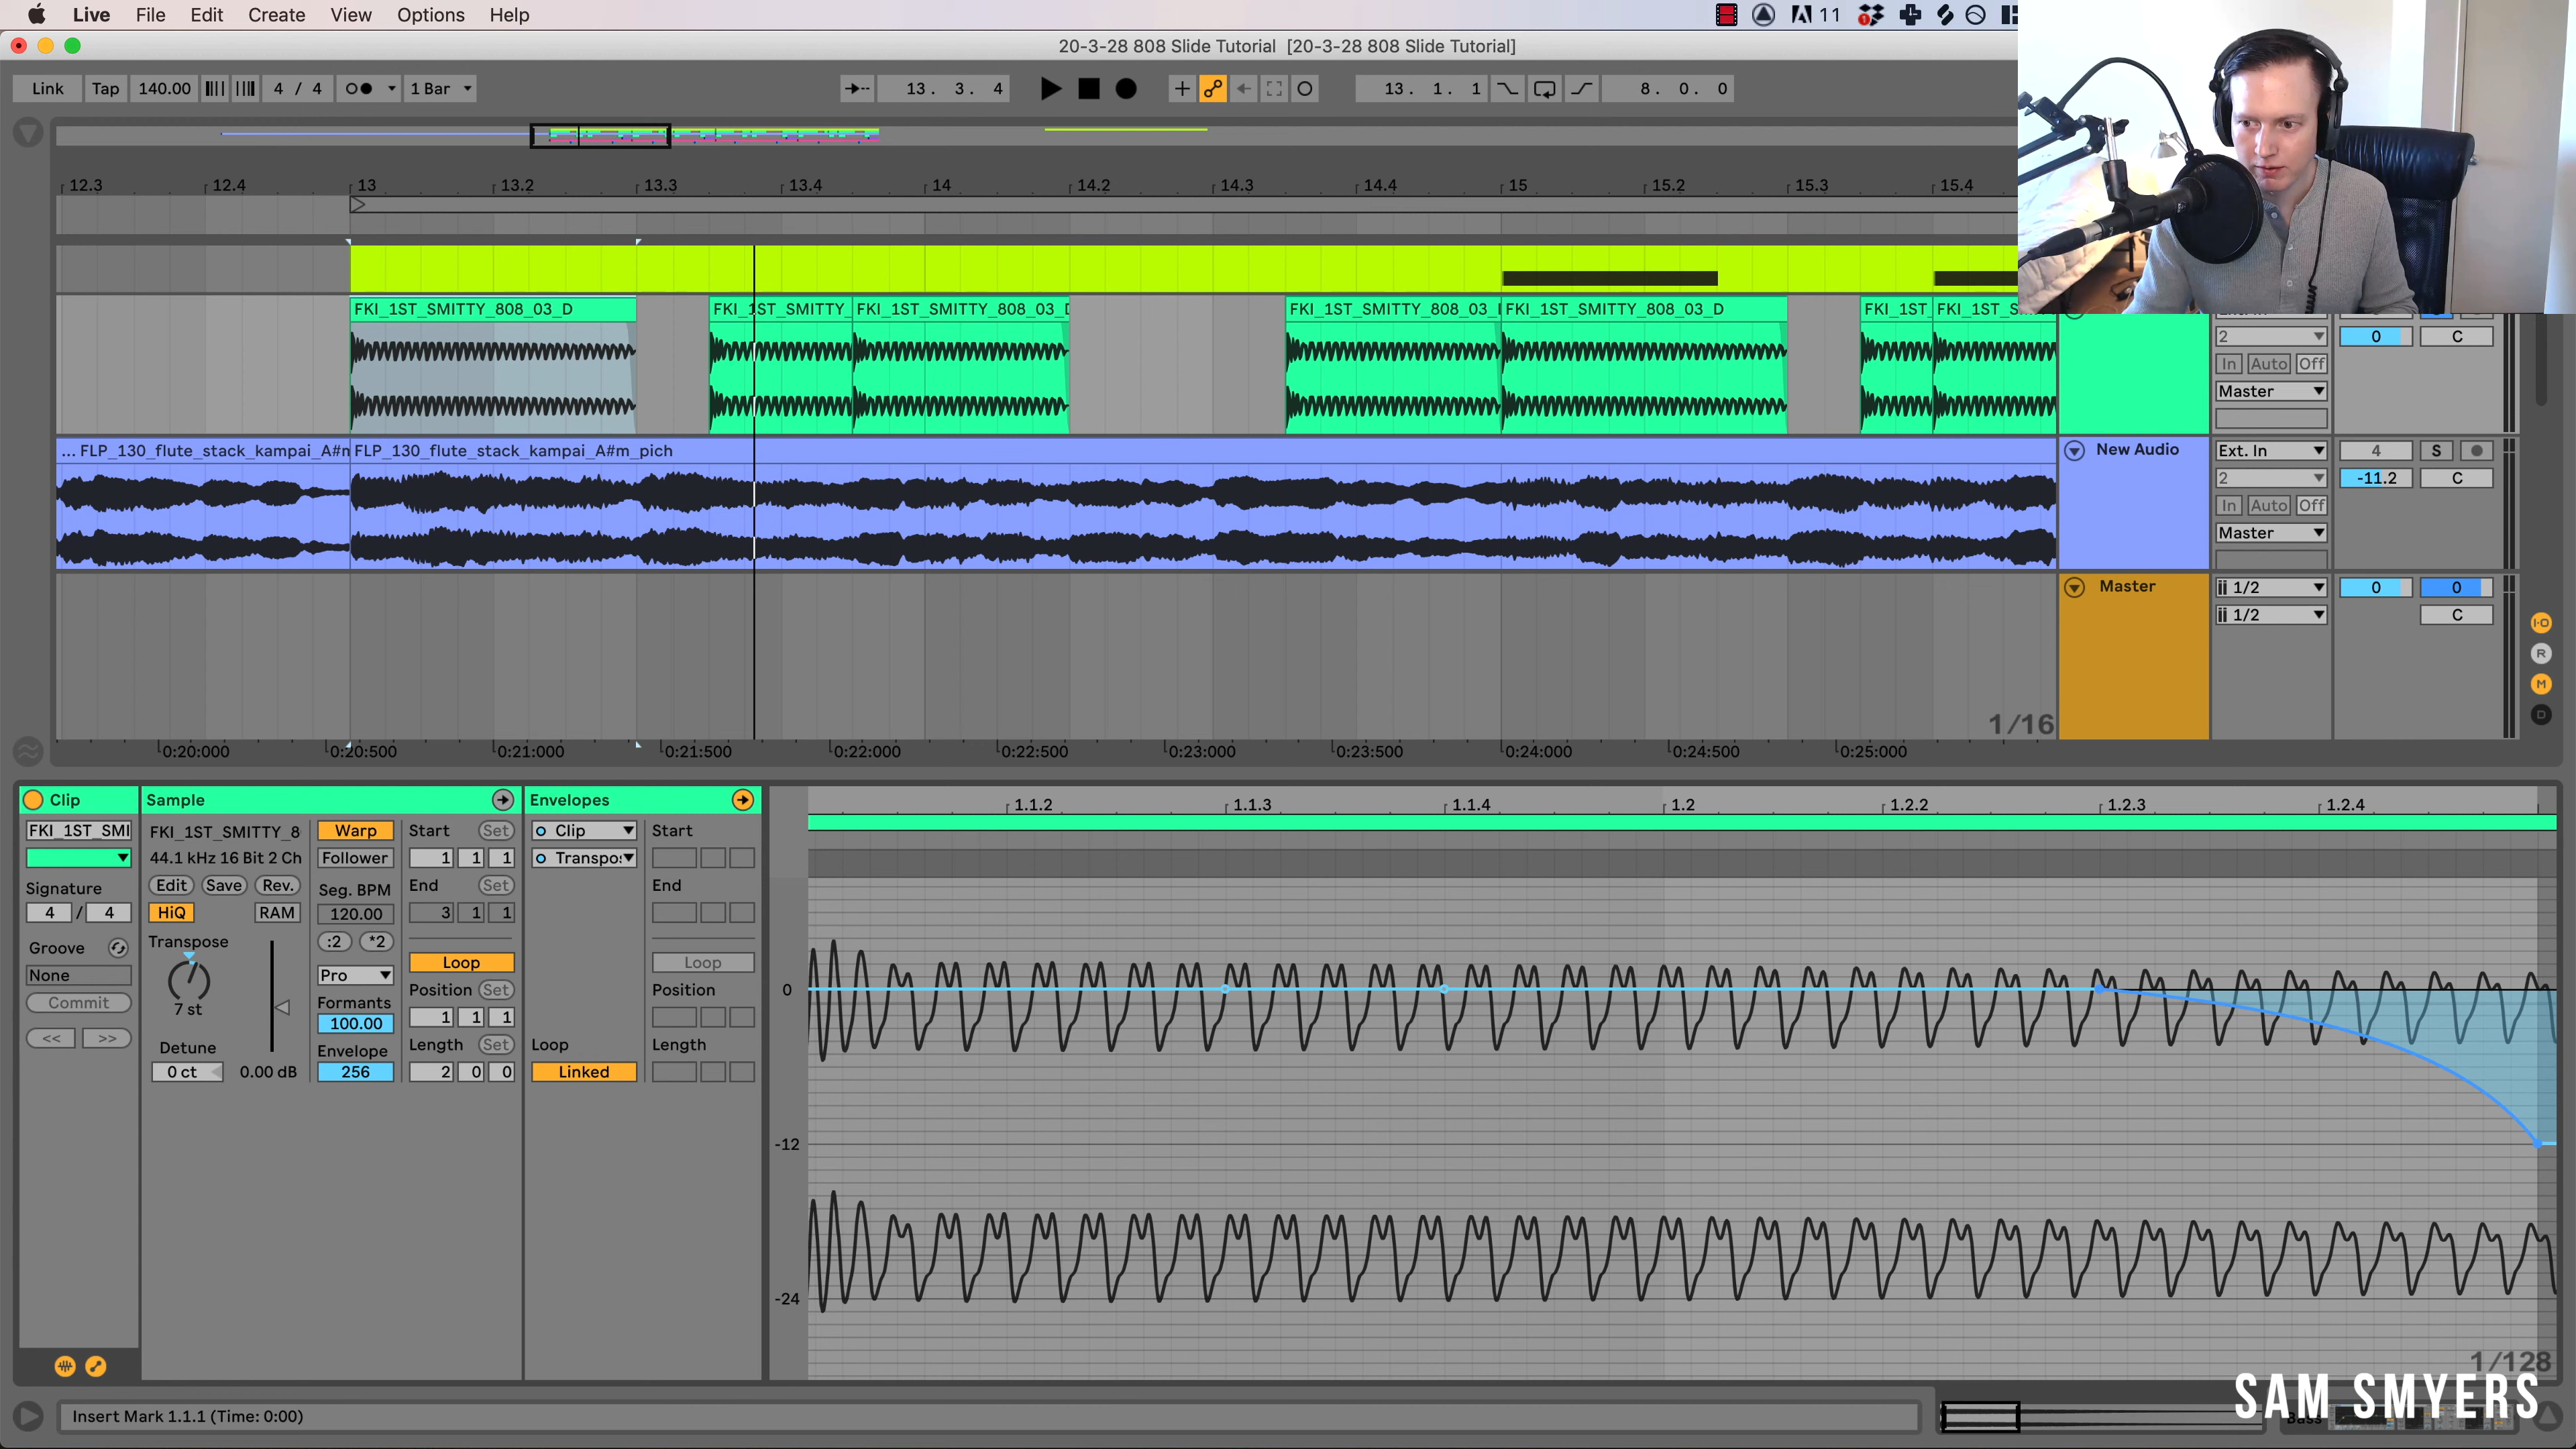 Live File Edit Create View Options Help
11
20-3-28 808 Slide Tutorial [20-3-28 808 Slide Tutorial]
Link Tap 140.00 4 / 4 1 Bar 13. 3. 4 13. 1. 1 8. 0. 0
12.3 12.4 13 13.2 13.3 13.4 14 14.2 14.3 14.4 15 15.2 15.3 15.4
FKI_1ST_SMITTY_808_03_D FKI_1ST_SMITTY_ FKI_1ST_SMITTY_808_03_D FKI_1ST_SMITTY_808_03_ FKI_1ST_SMITTY_808_03_D FKI_1ST FKI_1ST_S
2 0 C
In Auto Off
Master
... FLP_130_flute_stack_kampai_A#m FLP_130_flute_stack_kampai_A#m_pich New Audio Ext. In 4 S
2 -11.2 C
In Auto Off
Master
Master 1/2 0 0
1/2 C
I-O
R
M
D
1/16
0:20:000 0:20:500 0:21:000 0:21:500 0:22:000 0:22:500 0:23:000 0:23:500 0:24:000 0:24:500 0:25:000
Clip Sample Envelopes
1.1.2 1.1.3 1.1.4 1.2 1.2.2 1.2.3 1.2.4
FKI_1ST_SMI FKI_1ST_SMITTY_8 Warp Start Set Clip Start
44.1 kHz 16 Bit 2 Ch Follower 1 1 1 Transpo:
Signature Edit Save Rev. Seg. BPM End Set End
4 / 4 HiQ RAM 120.00 3 1 1
Groove Transpose :2 *2
None Pro Loop Loop
Commit 7 st Formants Position Set Position
100.00 1 1 1
<< >> Detune Envelope Length Set Loop Length
0 ct 0.00 dB 256 2 0 0 Linked
0
-12
-24
1/128
SAM SMYERS
Insert Mark 1.1.1 (Time: 0:00)